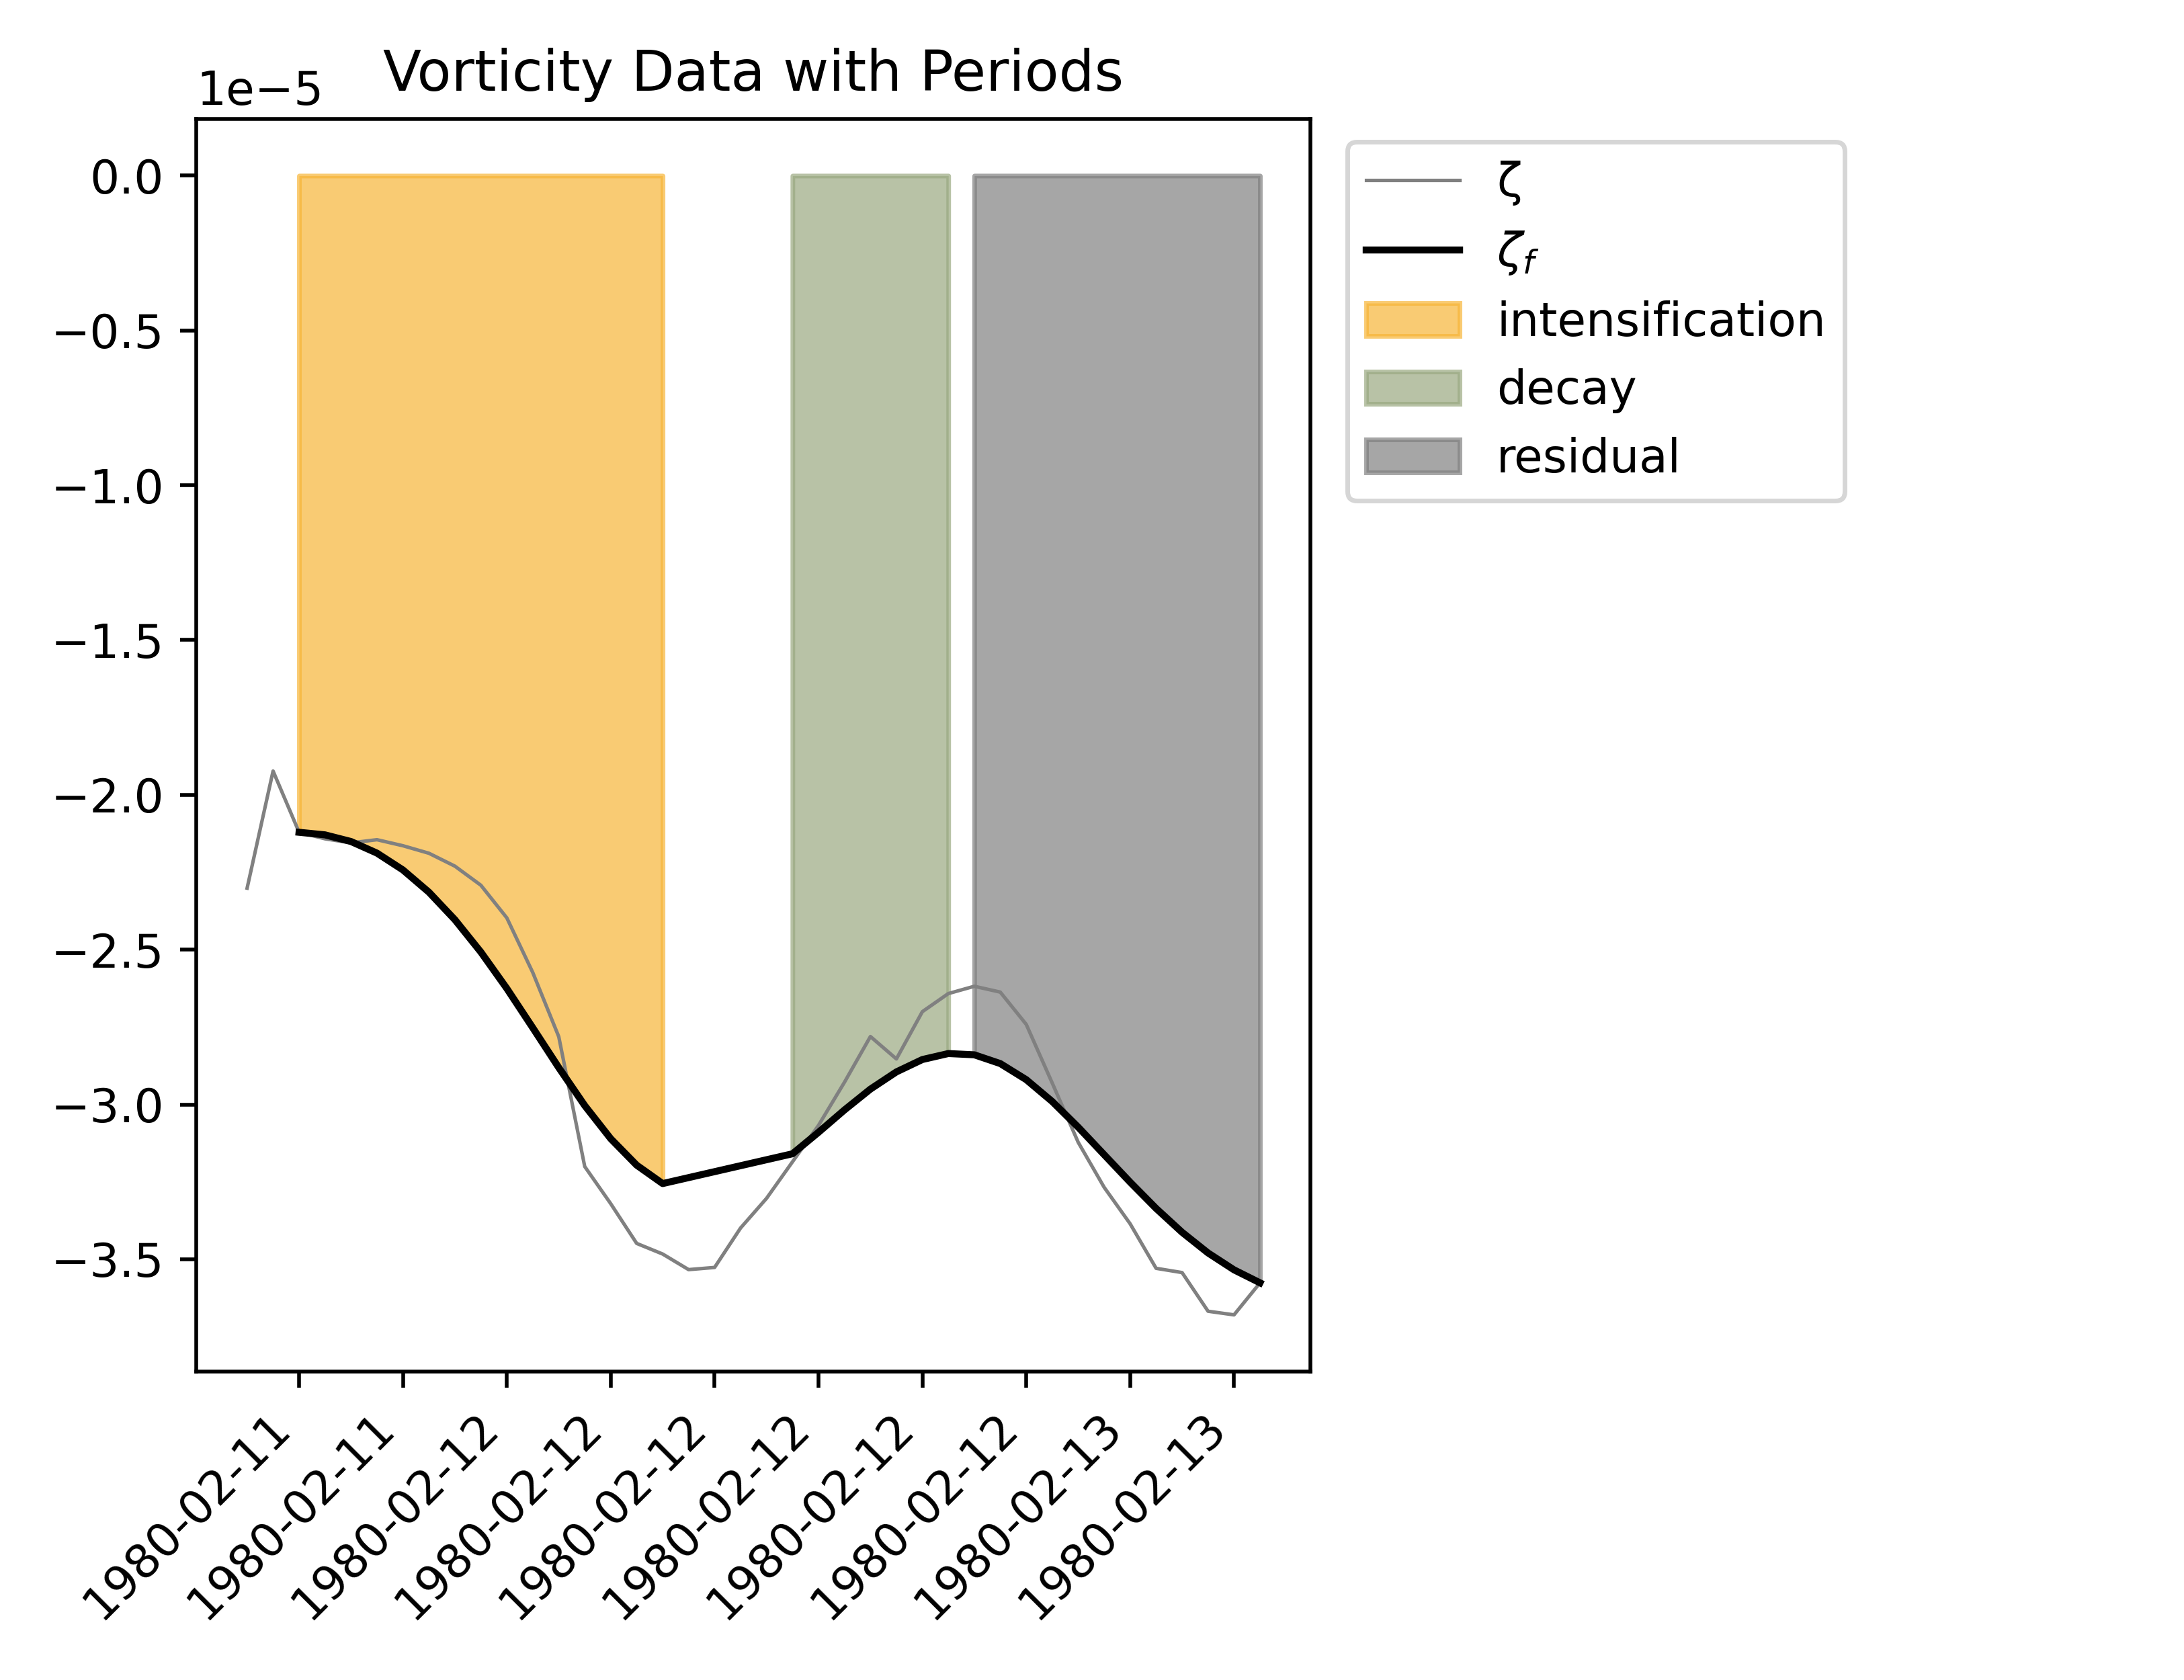 Vorticity Data with Periods
1e−5
0.0
−0.5
−1.0
−1.5
−2.0
−2.5
−3.0
−3.5
1980-02-11
1980-02-11
1980-02-12
1980-02-12
1980-02-12
1980-02-12
1980-02-12
1980-02-12
1980-02-13
1980-02-13
ζ
ζf
intensification
decay
residual